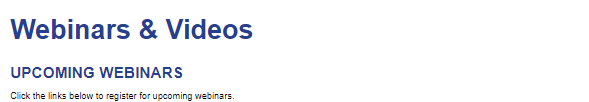 Webinars & Videos
UPCOMING WEBINARS
Click the links below to register for upcoming webinars.